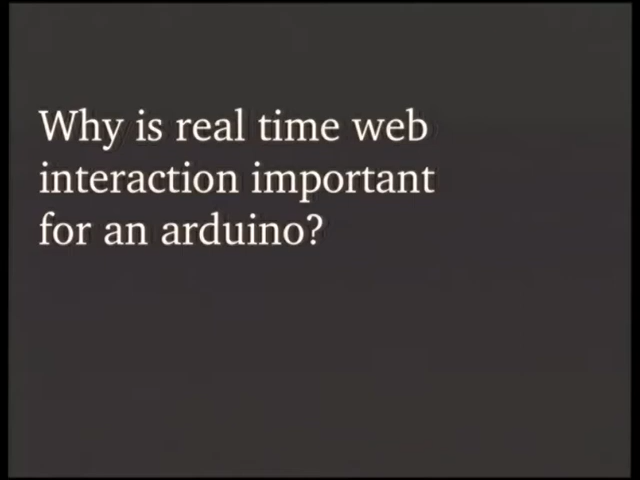 Why is real time web
interaction important
for an arduino?